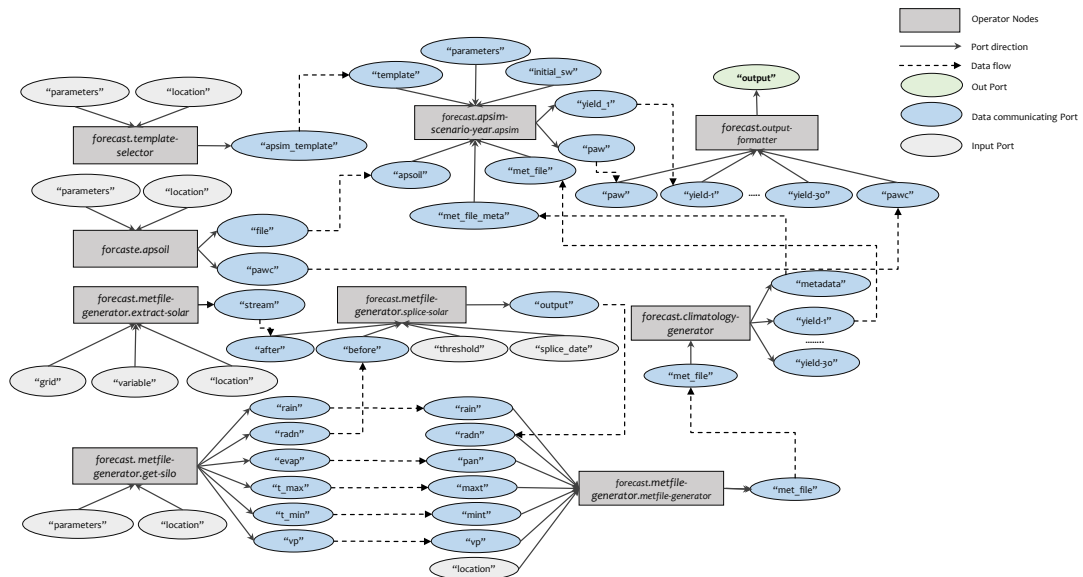 Operator Nodes
Port direction
Data flow
Out Port
Data communicating Port
Input Port
“parameters”
“template”
“initial_sw”
“output”
“parameters”
“location”
forecast.apsim-
scenario-year.apsim
“yield_1”
forecast.output-
formatter
forecast.template-
selector
“apsim_template”
“paw”
“apsoil”
“met_file”
“parameters”
“location”
“paw”
“yield-1”
.....
“yield-30”
“pawc”
“met_file_meta”
“file”
forcaste.apsoil
“pawc”
forecast.metfile-
generator.extract-solar
“stream”
forecast.metfile-
generator.splice-solar
“output”
“metadata”
forecast.climatology-
generator
“yield-1”
........
“yield-30”
“after”
“before”
“threshold”
“splice_date”
“grid”
“variable”
“location”
“met_file”
“rain”
“rain”
“radn”
“radn”
forecast. metfile-
generator.get-silo
“evap”
“pan”
“t_max”
“maxt”
forecast.metfile-
generator.metfile-generator
“met_file”
“t_min”
“mint”
“parameters”
“location”
“vp”
“vp”
“location”